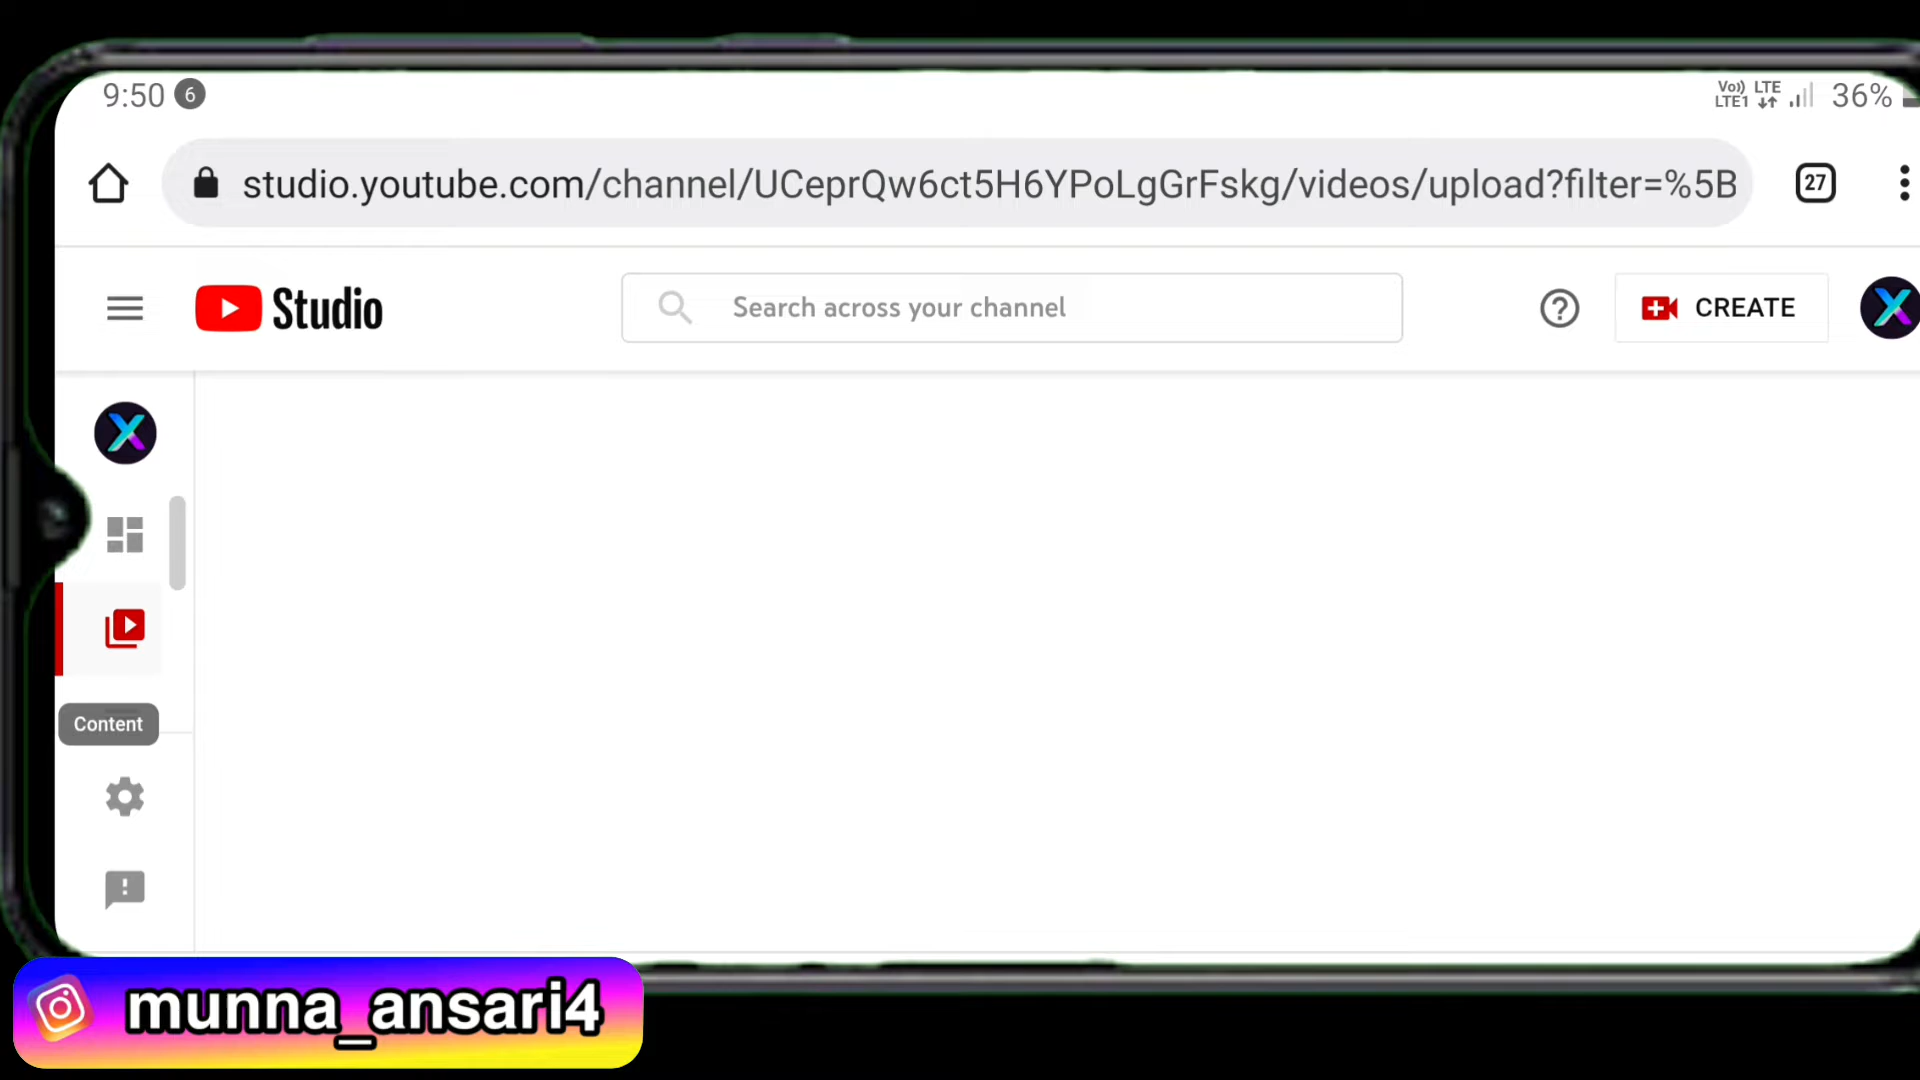 9:50 6
Vo)) LTE
LTE1
36%
studio.youtube.com/channel/UCeprQw6ct5H6YPoLgGrFskg/videos/upload?filter=%5B
27
Studio
Search across your channel
CREATE
Content
munna_ansari4